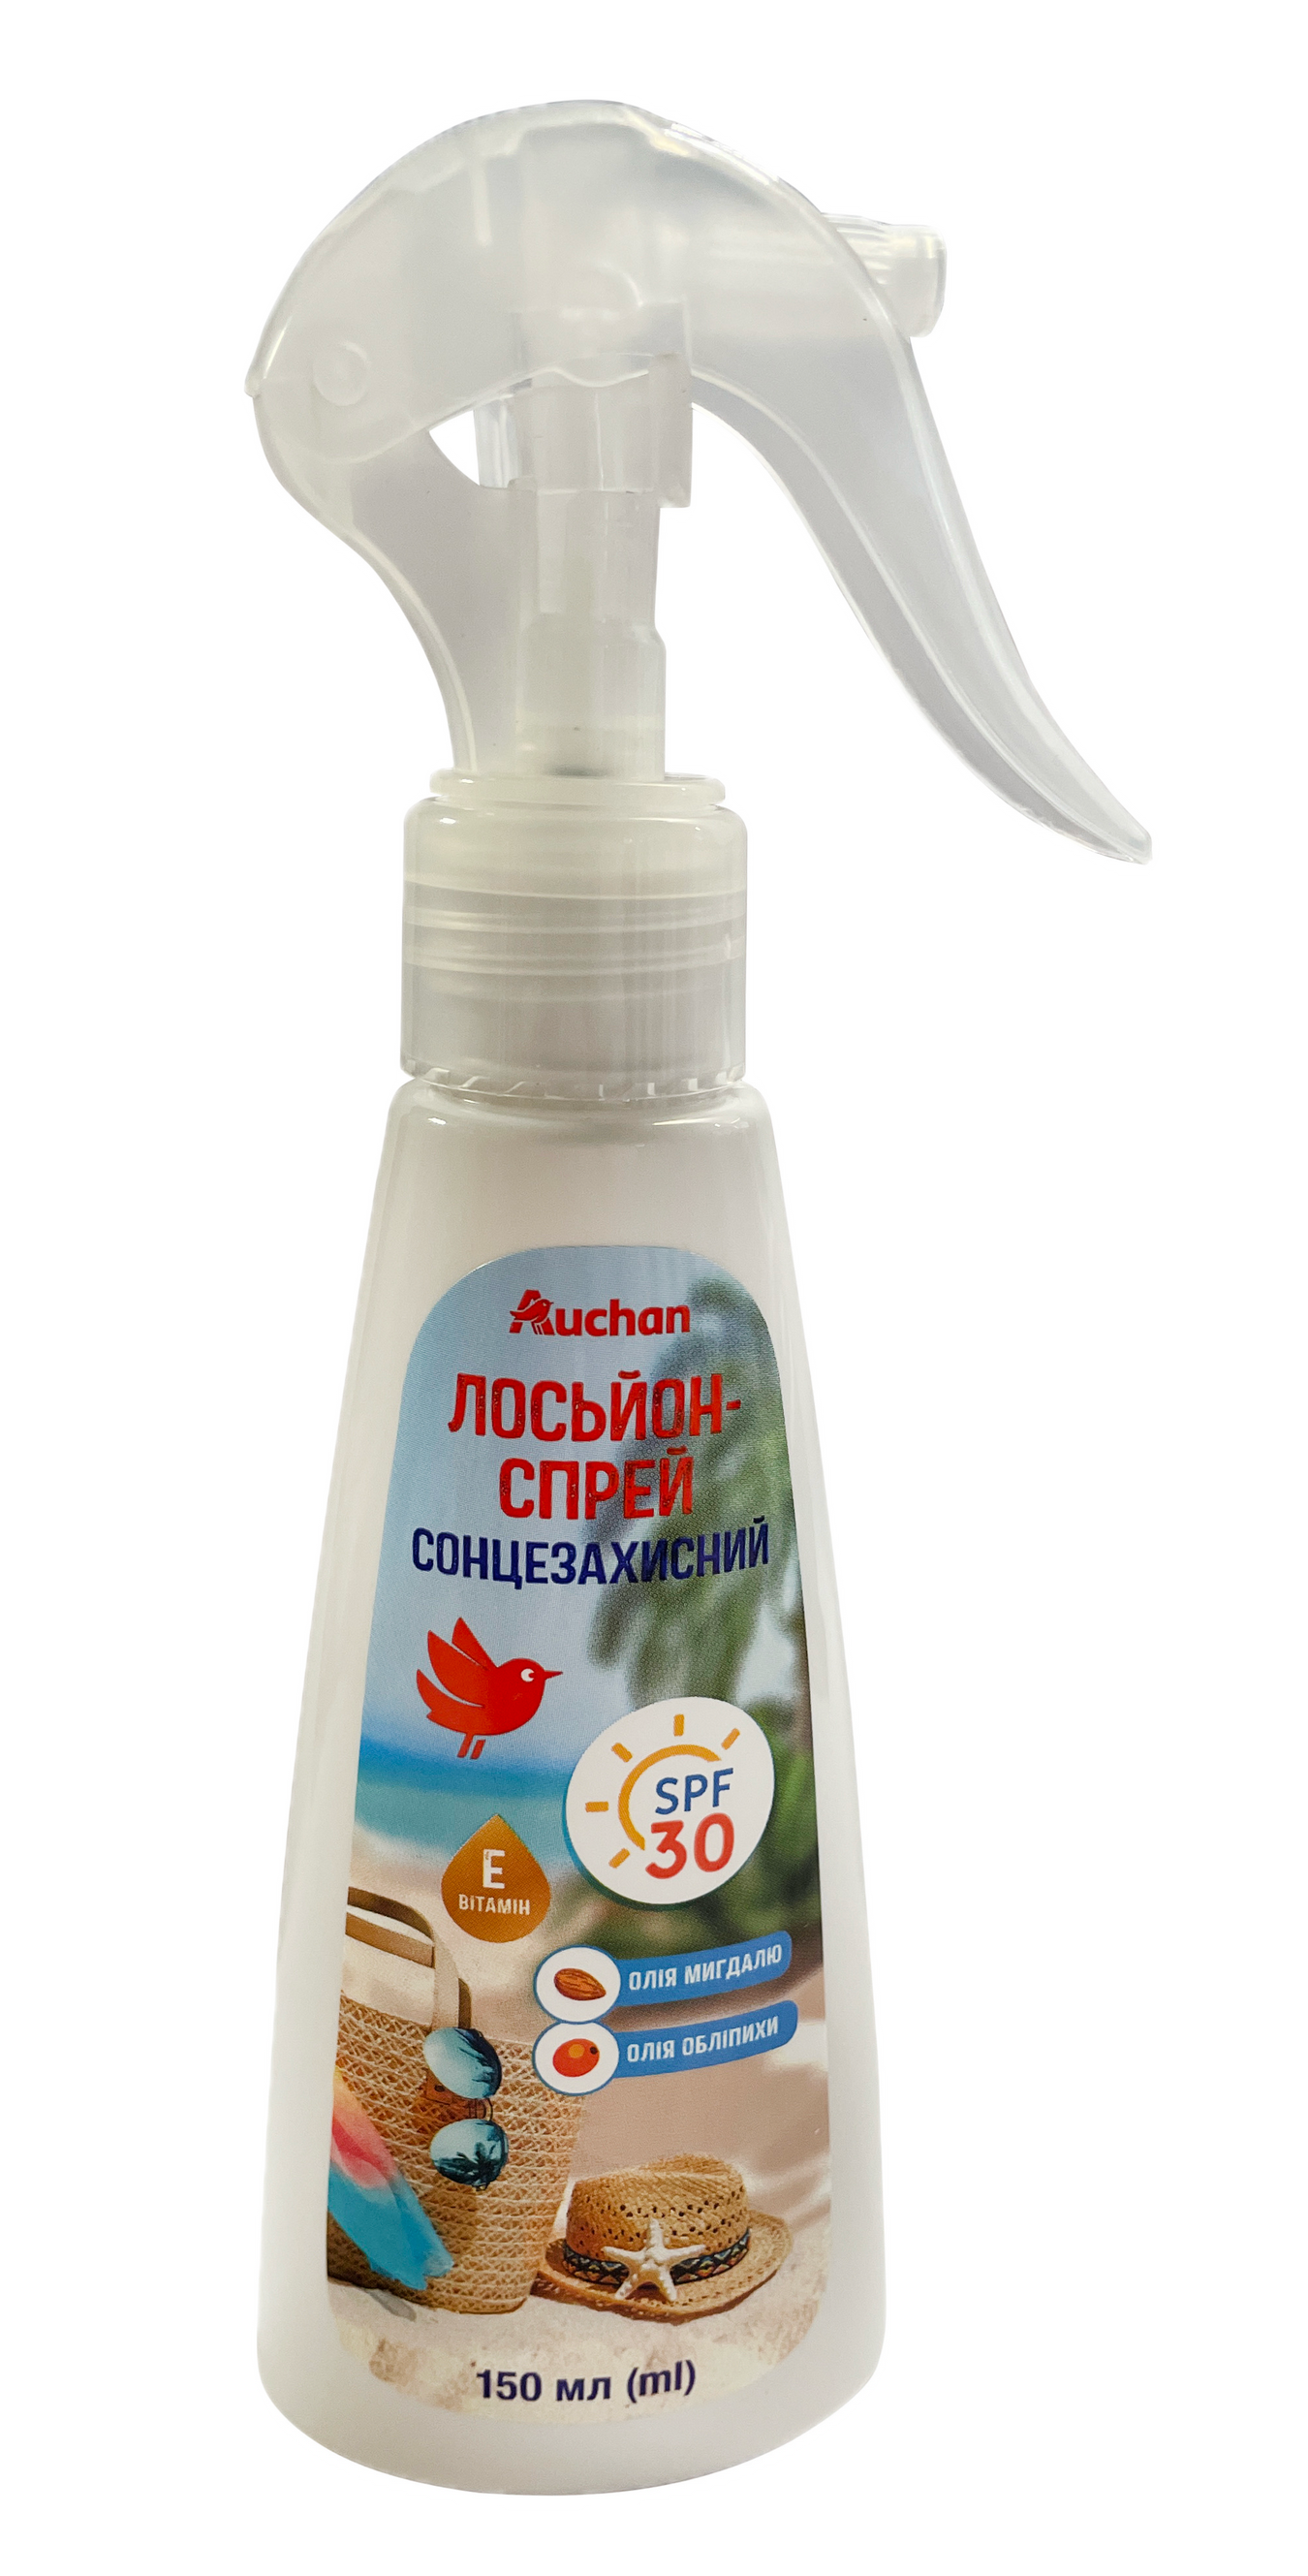 Auchan
ЛОСЬЙОН-
СПРЕЙ
СОНЦЕЗАХИСНИЙ
SPF
30
E
ВІТАМІН
ОЛІЯ МИГДАЛЮ
ОЛІЯ ОБЛІПИХИ
150 мл (ml)